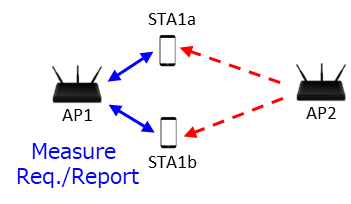 STA1a
AP1
AP2
STA1b
Measure
Req./Report